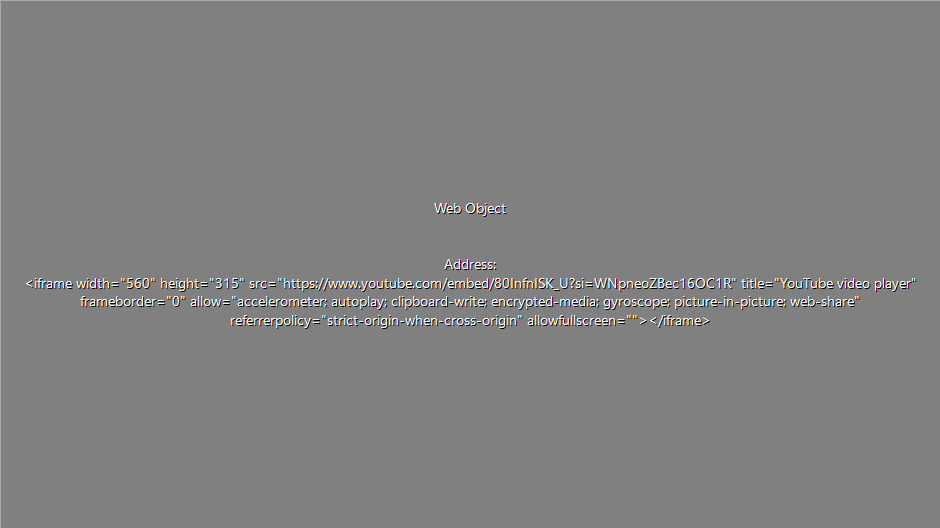 Web Object
Address:
<iframe width="560" height="315" src="https://www.youtube.com/embed/80InfnISK_U?si=WNpneoZBec16OC1R" title="YouTube video player"
frameborder="0" allow="accelerometer; autoplay; clipboard-write; encrypted-media; gyroscope; picture-in-picture; web-share"
referrerpolicy="strict-origin-when-cross-origin" allowfullscreen=""></iframe>